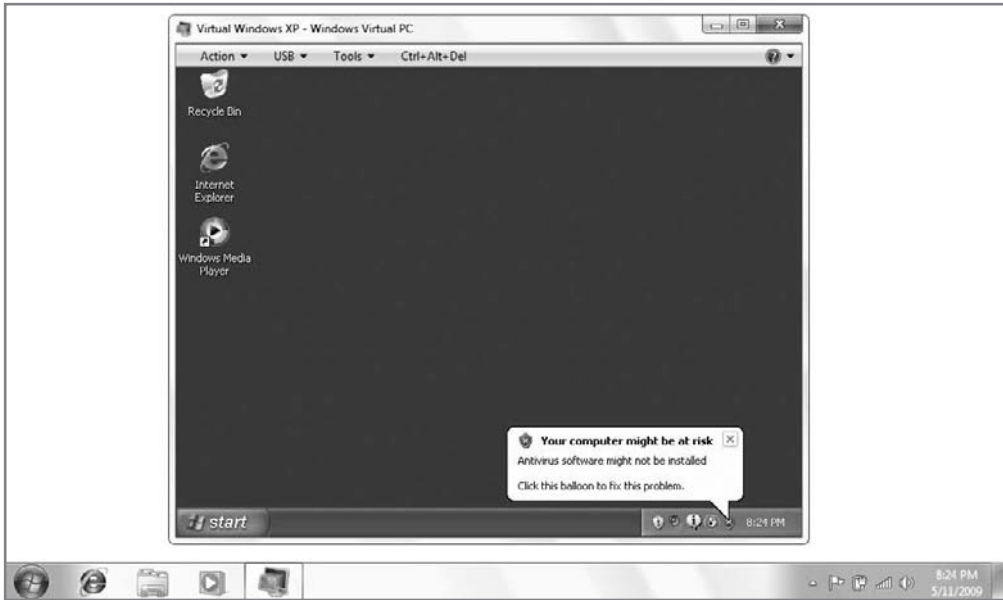 Virtual Windows XP - Windows Virtual PC
Action USB Tools Ctrl+Alt+Del
Recycle Bin
Internet
Explorer
Windows Media
Player
Your computer might be at risk
Antivirus software might not be installed
Click this balloon to fix this problem.
start 8:24 PM
8:24 PM
5/11/2009